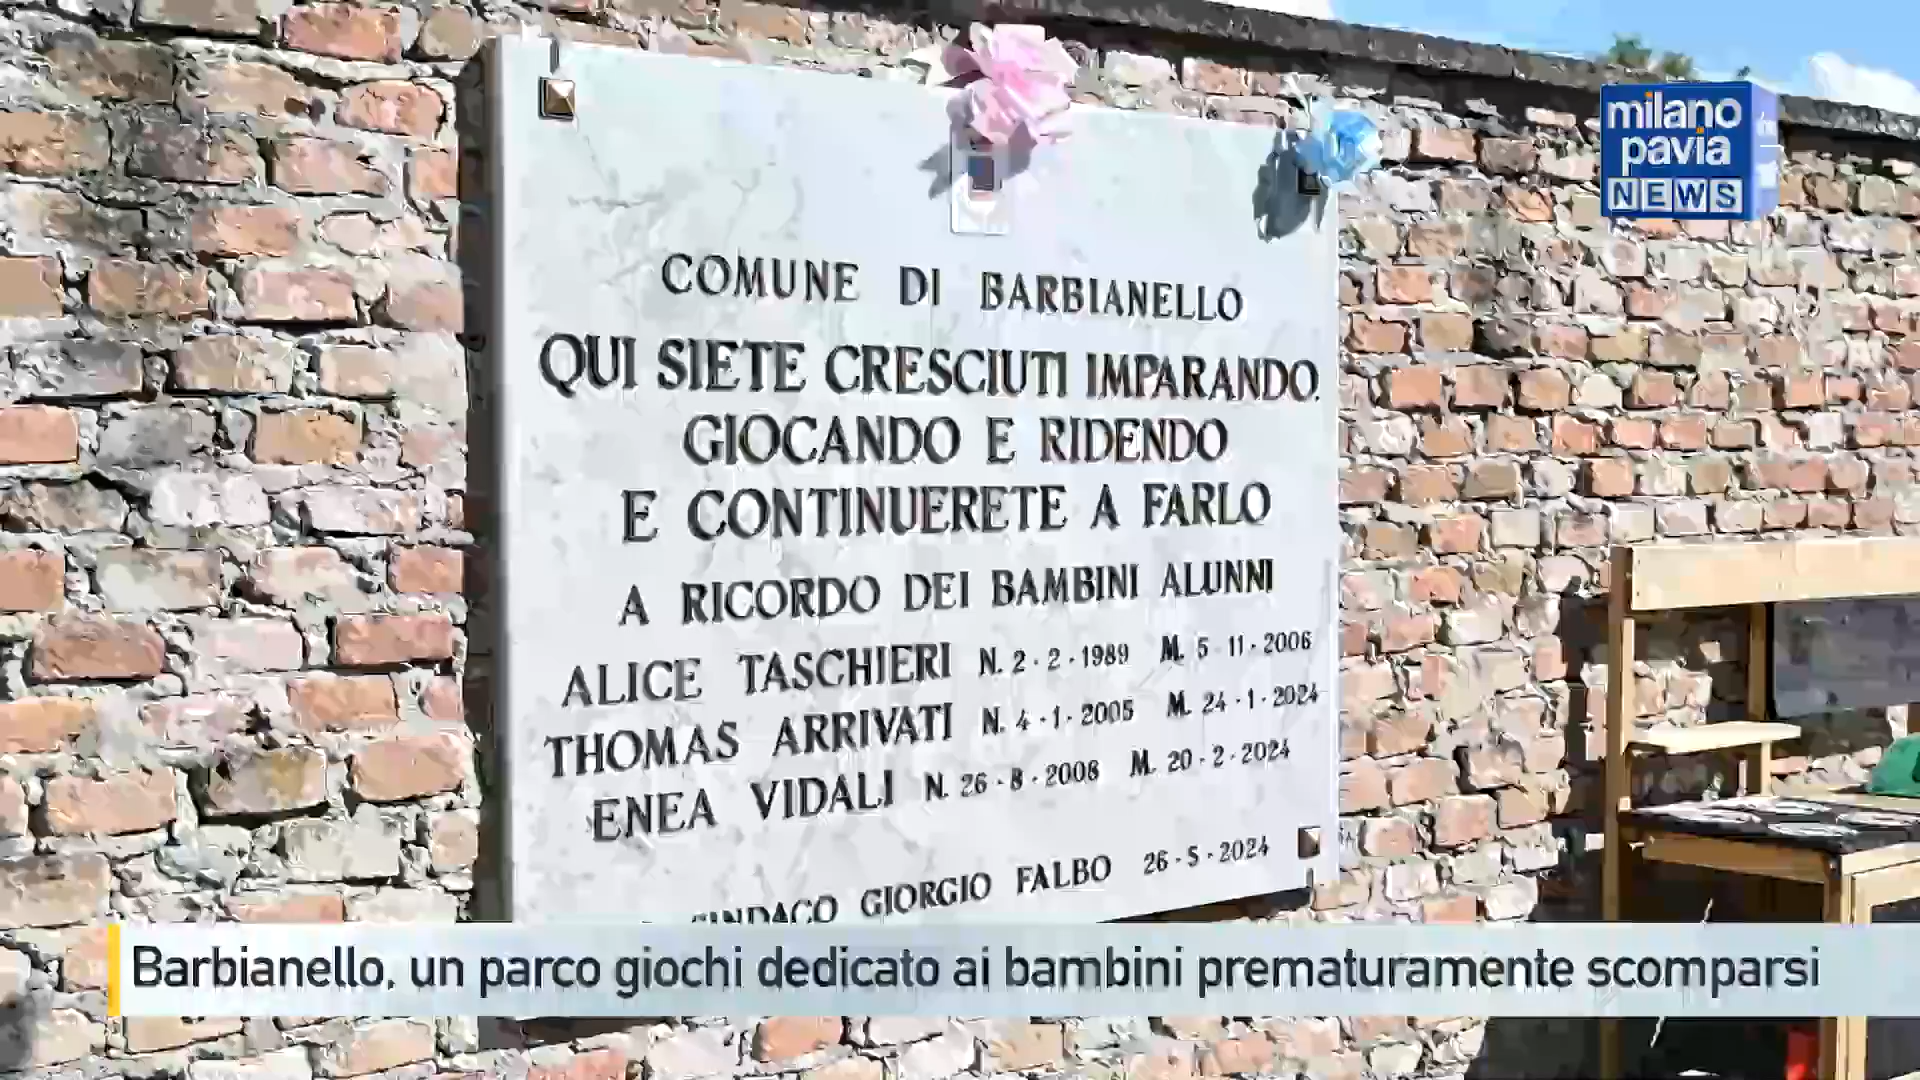 milano
pavia
NEWS
COMUNE DI BARBIANELLO
QUI SIETE CRESCIUTI IMPARANDO,
GIOCANDO E RIDENDO
E CONTINUERETE A FARLO
A RICORDO DEI BAMBINI ALUNNI
ALICE TASCHIERI N. 2-2-1989 M. 5-11-2006
THOMAS ARRIVATI N. 4-1-2005 M. 24-1-2024
ENEA VIDALI N. 26-8-2008 M. 20-2-2024
SINDACO GIORGIO FALBO 26-5-2024
Barbianello, un parco giochi dedicato ai bambini prematuramente scomparsi